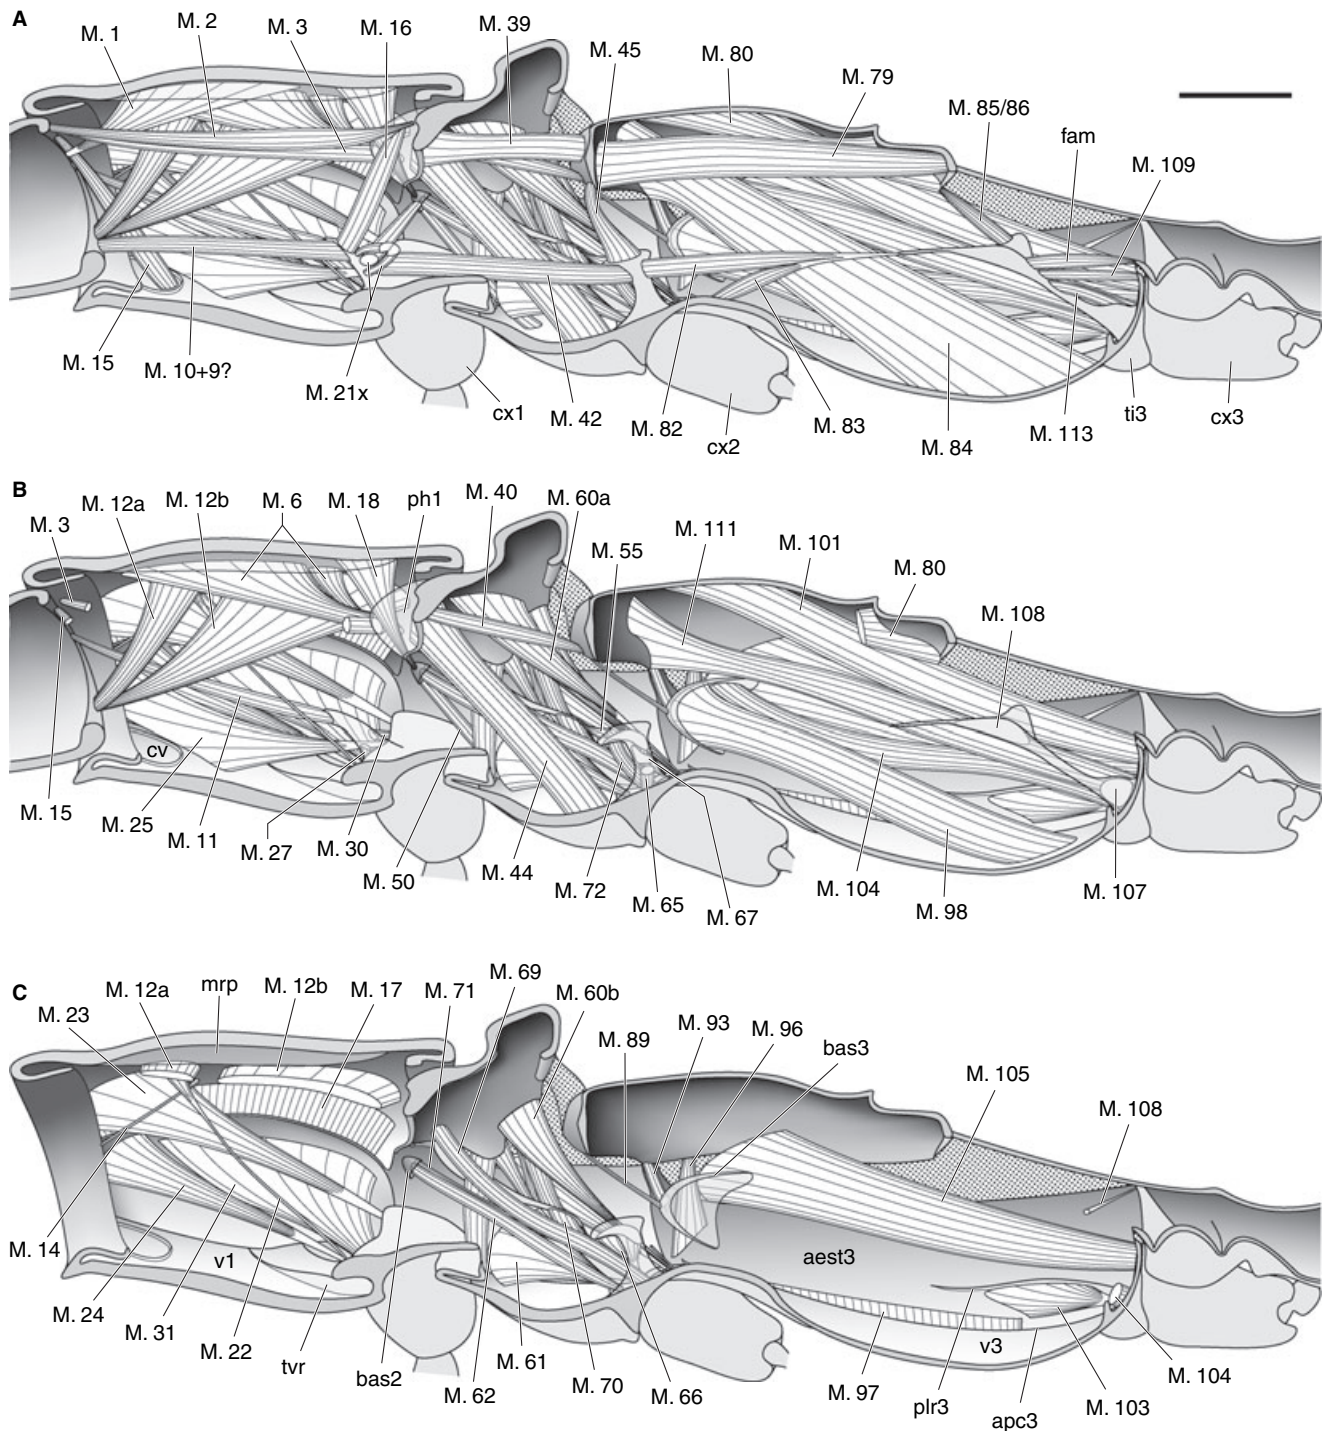 A
M. 1
M. 2
M. 3
M. 16
M. 39
M. 45
M. 80
M. 79
M. 85/86
fam
M. 109
M. 15
M. 10+9?
M. 21x
cx1
M. 42
M. 82
cx2
M. 83
M. 84
M. 113
ti3
cx3
B
M. 3
M. 12a
M. 12b
M. 6
M. 18
ph1
M. 40
M. 60a
M. 55
M. 111
M. 101
M. 80
M. 108
cv
M. 15
M. 25
M. 11
M. 27
M. 30
M. 50
M. 44
M. 72
M. 65
M. 67
M. 104
M. 98
M. 107
C
M. 23
M. 12a
mrp
M. 12b
M. 17
M. 71
M. 69
M. 60b
M. 89
M. 93
M. 96
bas3
M. 105
M. 108
aest3
v1
v3
M. 14
M. 24
M. 31
M. 22
tvr
bas2
M. 62
M. 61
M. 70
M. 66
M. 97
plr3
apc3
M. 103
M. 104